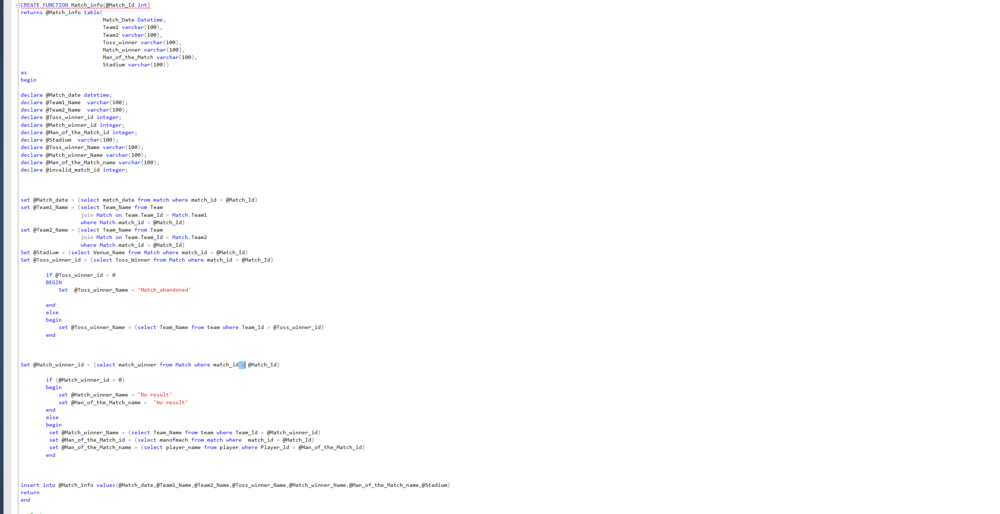 CREATE FUNCTION Match_info(@Match_Id int)
returns @Match_info table(
Match_Date Datetime,
Team1 varchar(100),
Team2 varchar(100),
Toss_winner varchar(100),
Match_winner varchar(100),
Man_of_the_Match varchar(100),
Stadium varchar(100))
as
begin
declare @Match_date datetime;
declare @Team1_Name  varchar(100);
declare @Team2_Name  varchar(100);
declare @Toss_winner_id integer;
declare @Match_winner_id integer;
declare @Man_of_the_Match_id integer;
declare @Stadium  varchar(100);
declare @Toss_winner_Name varchar(100);
declare @Match_winner_Name varchar(100);
declare @Man_of_the_Match_name varchar(100);
declare @invalid_match_id integer;
set @Match_date = (select match_date from match where match_id = @Match_Id)
set @Team1_Name = (select Team_Name from Team
join Match on Team.Team_Id = Match.Team1
where Match.match_id = @Match_Id)
set @Team2_Name = (select Team_Name from Team
join Match on Team.Team_Id = Match.Team2
where Match.match_id = @Match_Id)
Set @Stadium = (select Venue_Name from Match where match_id = @Match_Id)
Set @Toss_winner_id = (select Toss_Winner from Match where match_id = @Match_Id)
if @Toss_winner_id = 0
BEGIN
Set  @Toss_winner_Name = 'Match_abandoned'
end
else
begin
set @Toss_winner_Name = (select Team_Name from team where Team_Id = @Toss_winner_id)
end
Set @Match_winner_id = (select match_winner from Match where match_id = @Match_Id)
if (@Match_winner_id = 0)
begin
set @Match_winner_Name = 'No result'
set @Man_of_the_Match_name =  'No result'
end
else
begin
set @Match_winner_Name = (select Team_Name from team where Team_Id = @Match_winner_id)
set @Man_of_the_Match_id = (select manofmach from match where  match_id = @Match_Id)
set @Man_of_the_Match_name = (select player_name from player where Player_Id = @Man_of_the_Match_id)
end
insert into @Match_info values(@Match_date,@Team1_Name,@Team2_Name,@Toss_winner_Name,@Match_winner_Name,@Man_of_the_Match_name,@Stadium)
return
end